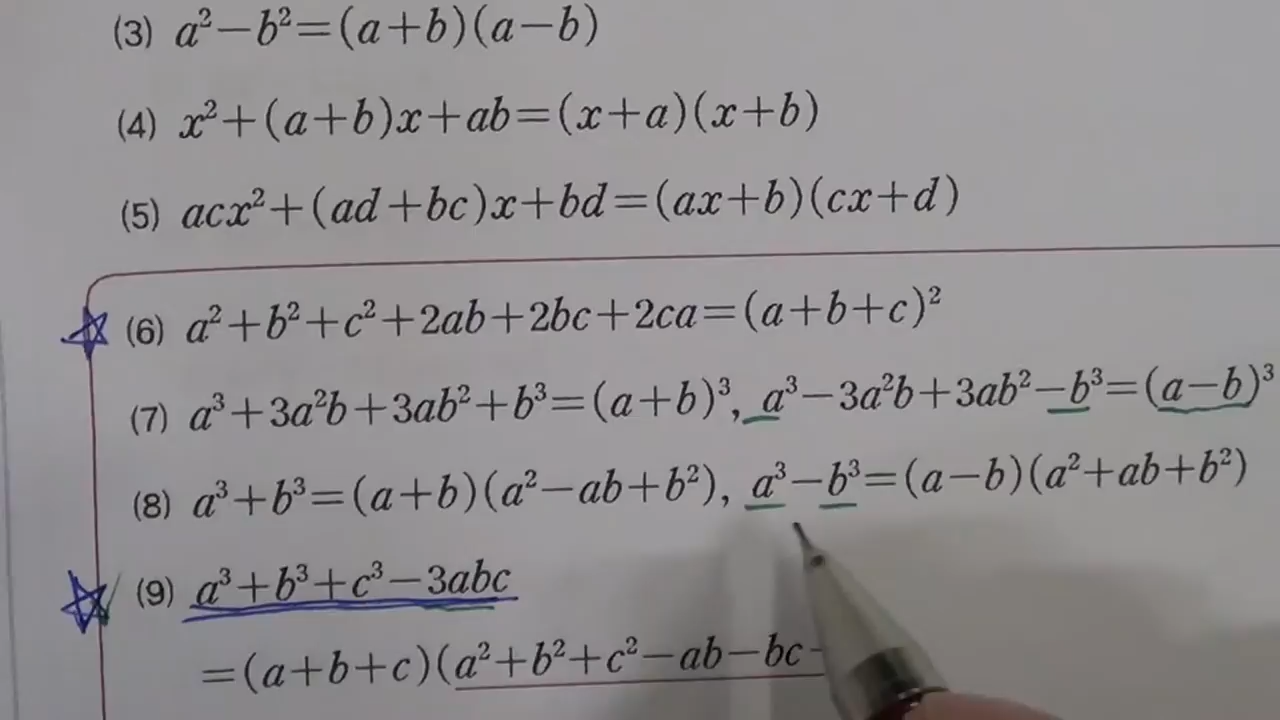 (3) a²−b²=(a+b)(a−b)
(4) x²+(a+b)x+ab=(x+a)(x+b)
(5) acx²+(ad+bc)x+bd=(ax+b)(cx+d)
(6) a²+b²+c²+2ab+2bc+2ca=(a+b+c)²
(7) a³+3a²b+3ab²+b³=(a+b)³, a³−3a²b+3ab²−b³=(a−b)³
(8) a³+b³=(a+b)(a²−ab+b²), a³−b³=(a−b)(a²+ab+b²)
(9) a³+b³+c³−3abc
=(a+b+c)(a²+b²+c²−ab−bc−